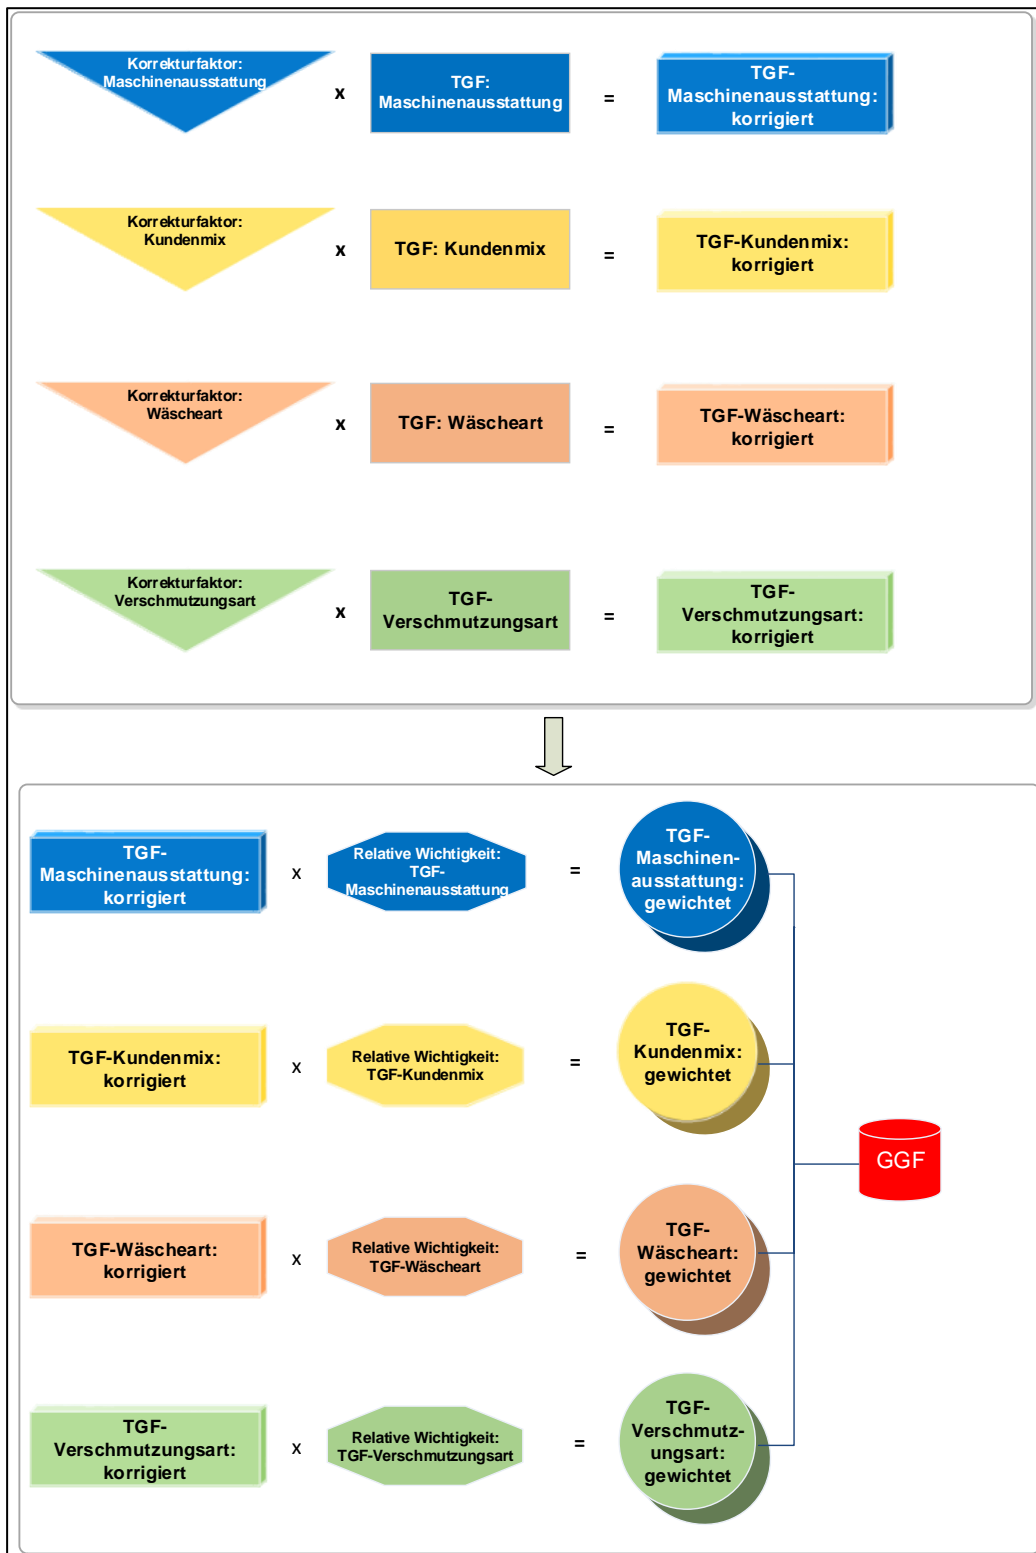 Korrekturfaktor:
Maschinenausstattung
x
TGF:
Maschinenausstattung
=
TGF-
Maschinenausstattung:
korrigiert
Korrekturfaktor:
Kundenmix
x
TGF: Kundenmix
=
TGF-Kundenmix:
korrigiert
Korrekturfaktor:
Wäscheart
x
TGF: Wäscheart
=
TGF-Wäscheart:
korrigiert
Korrekturfaktor:
Verschmutzungsart
x
TGF-
Verschmutzungsart
=
TGF-
Verschmutzungsart:
korrigiert
TGF-
Maschinenausstattung:
korrigiert
x
Relative Wichtigkeit:
TGF-
Maschinenausstattung
=
TGF-
Maschinen-
ausstattung:
gewichtet
TGF-Kundenmix:
korrigiert
x
Relative Wichtigkeit:
TGF-Kundenmix
=
TGF-
Kundenmix:
gewichtet
GGF
TGF-Wäscheart:
korrigiert
x
Relative Wichtigkeit:
TGF-Wäscheart
=
TGF-
Wäscheart:
gewichtet
TGF-
Verschmutzungsart:
korrigiert
x
Relative Wichtigkeit:
TGF-Verschmutzungsart
=
TGF-
Verschmutz-
ungsart:
gewichtet